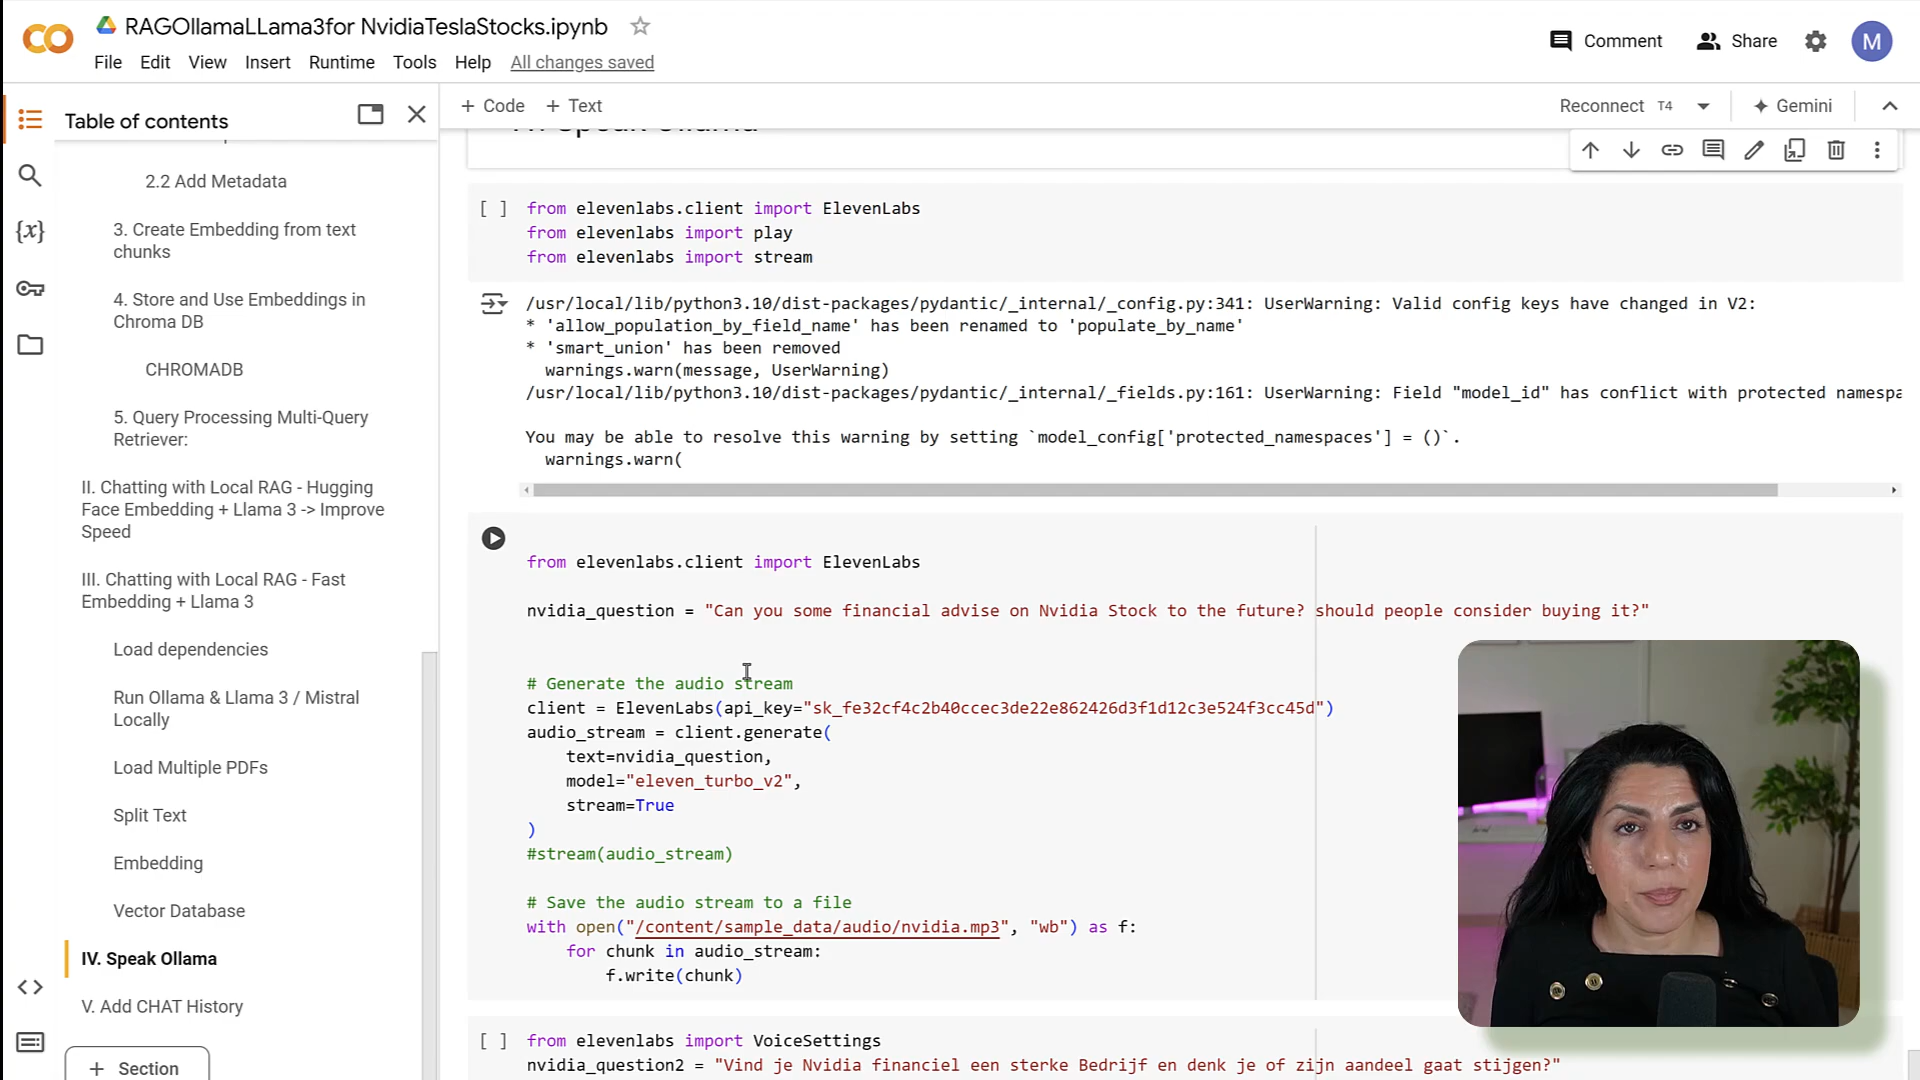 RAGOllamaLLama3for NvidiaTeslaStocks.ipynb
File Edit View Insert Runtime Tools Help All changes saved
Comment Share M
Table of contents
+ Code + Text
Reconnect T4 Gemini
2.2 Add Metadata
3. Create Embedding from text
chunks
4. Store and Use Embeddings in
Chroma DB
CHROMADB
5. Query Processing Multi-Query
Retriever:
II. Chatting with Local RAG - Hugging
Face Embedding + Llama 3 -> Improve
Speed
III. Chatting with Local RAG - Fast
Embedding + Llama 3
Load dependencies
Run Ollama & Llama 3 / Mistral
Locally
Load Multiple PDFs
Split Text
Embedding
Vector Database
IV. Speak Ollama
V. Add CHAT History
+ Section
[ ] from elevenlabs.client import ElevenLabs
from elevenlabs import play
from elevenlabs import stream
/usr/local/lib/python3.10/dist-packages/pydantic/_internal/_config.py:341: UserWarning: Valid config keys have changed in V2:
* 'allow_population_by_field_name' has been renamed to 'populate_by_name'
* 'smart_union' has been removed
warnings.warn(message, UserWarning)
/usr/local/lib/python3.10/dist-packages/pydantic/_internal/_fields.py:161: UserWarning: Field "model_id" has conflict with protected namespa
You may be able to resolve this warning by setting `model_config['protected_namespaces'] = ()`.
warnings.warn(
from elevenlabs.client import ElevenLabs
nvidia_question = "Can you some financial advise on Nvidia Stock to the future? should people consider buying it?"
# Generate the audio stream
client = ElevenLabs(api_key="sk_fe32cf4c2b40ccec3de22e862426d3f1d12c3e524f3cc45d")
audio_stream = client.generate(
text=nvidia_question,
model="eleven_turbo_v2",
stream=True
)
#stream(audio_stream)
# Save the audio stream to a file
with open("/content/sample_data/audio/nvidia.mp3", "wb") as f:
for chunk in audio_stream:
f.write(chunk)
[ ] from elevenlabs import VoiceSettings
nvidia_question2 = "Vind je Nvidia financieel een sterke Bedrijf en denk je of zijn aandeel gaat stijgen?"